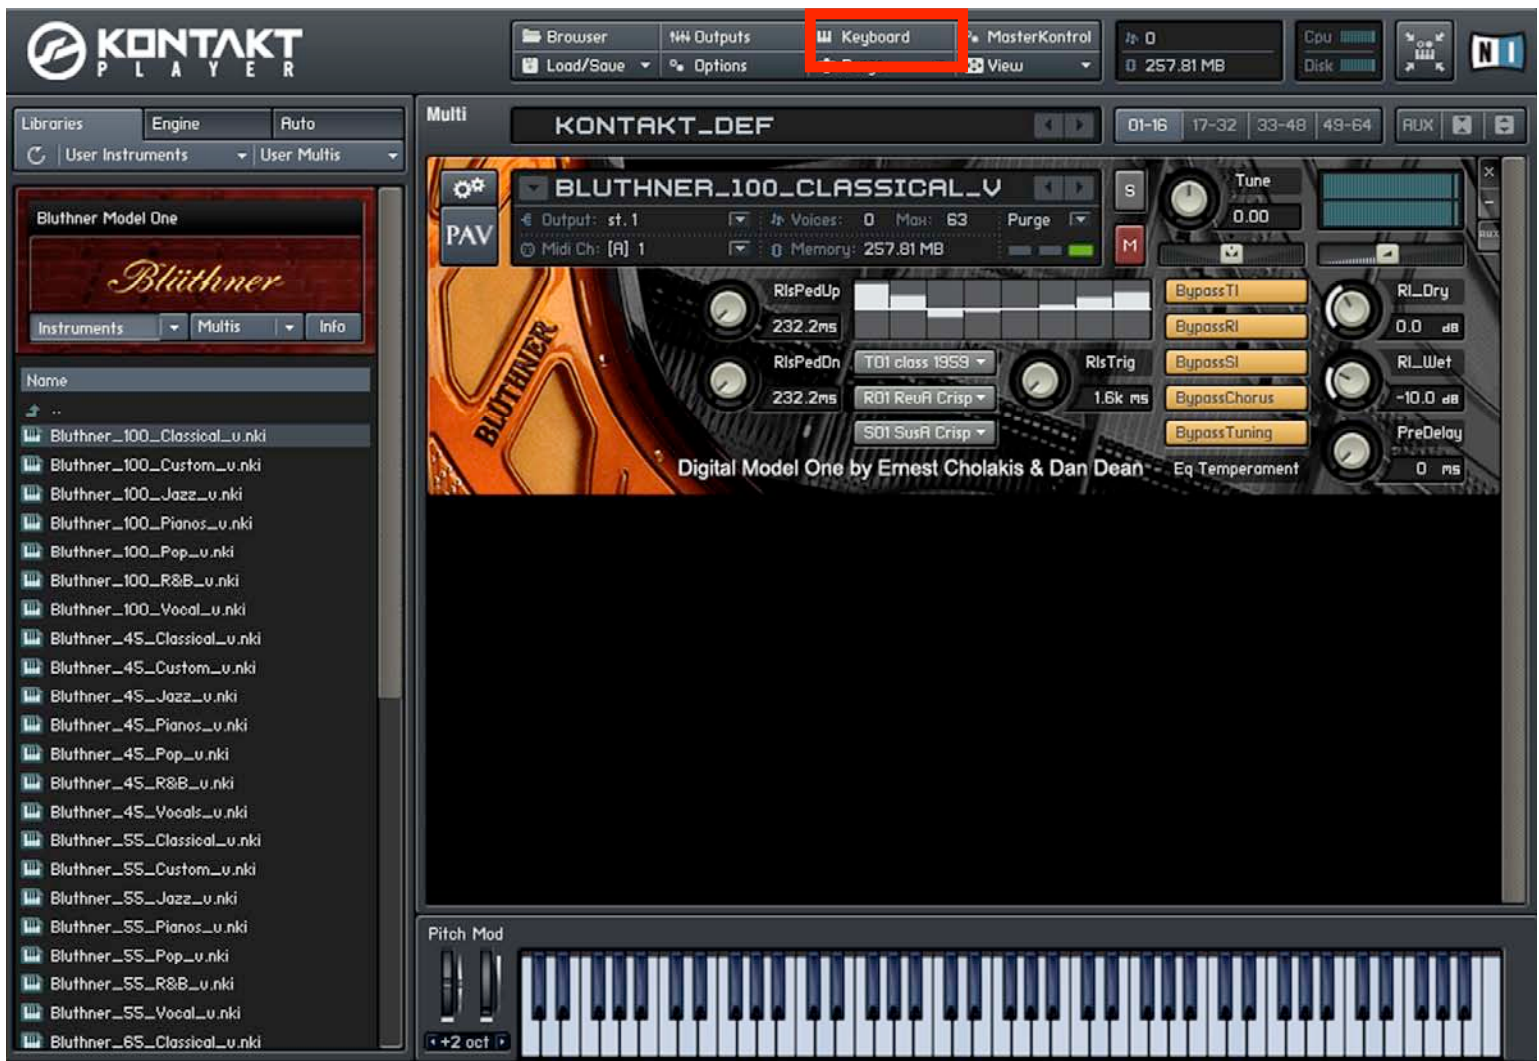 KONTAKT
PLAYER
Browser
Outputs
Keyboard
MasterKontrol
Load/Save
Options
View
0
257.81 MB
Cpu
Disk
NI
Libraries
Engine
Auto
User Instruments
User Multis
Bluthner Model One
Blüthner
Instruments
Multis
Info
Name
..
Bluthner_100_Classical_v.nki
Bluthner_100_Custom_v.nki
Bluthner_100_Jazz_v.nki
Bluthner_100_Pianos_v.nki
Bluthner_100_Pop_v.nki
Bluthner_100_R&B_v.nki
Bluthner_100_Vocal_v.nki
Bluthner_45_Classical_v.nki
Bluthner_45_Custom_v.nki
Bluthner_45_Jazz_v.nki
Bluthner_45_Pianos_v.nki
Bluthner_45_Pop_v.nki
Bluthner_45_R&B_v.nki
Bluthner_45_Vocals_v.nki
Bluthner_55_Classical_v.nki
Bluthner_55_Custom_v.nki
Bluthner_55_Jazz_v.nki
Bluthner_55_Pianos_v.nki
Bluthner_55_Pop_v.nki
Bluthner_55_R&B_v.nki
Bluthner_55_Vocal_v.nki
Bluthner_65_Classical_v.nki
Multi
KONTAKT_DEF
01-16
17-32
33-48
49-64
AUX
BLUTHNER_100_CLASSICAL_V
PAV
Output: st. 1
Voices: 0 Max: 63
Purge
Midi Ch: [A] 1
Memory: 257.81 MB
S
M
Tune
0.00
×
-
AUX
BLÜTHNER
RlsPedUp
232.2ms
RlsPedDn
232.2ms
T01 class 1959
R01 RevA Crisp
S01 SusA Crisp
RlsTrig
1.6k ms
BypassTI
BypassRI
BypassSI
BypassChorus
BypassTuning
Eq Temperament
RI_Dry
0.0 dB
RI_Wet
-10.0 dB
PreDelay
0 ms
Digital Model One by Ernest Cholakis & Dan Dean
Pitch Mod
+2 oct